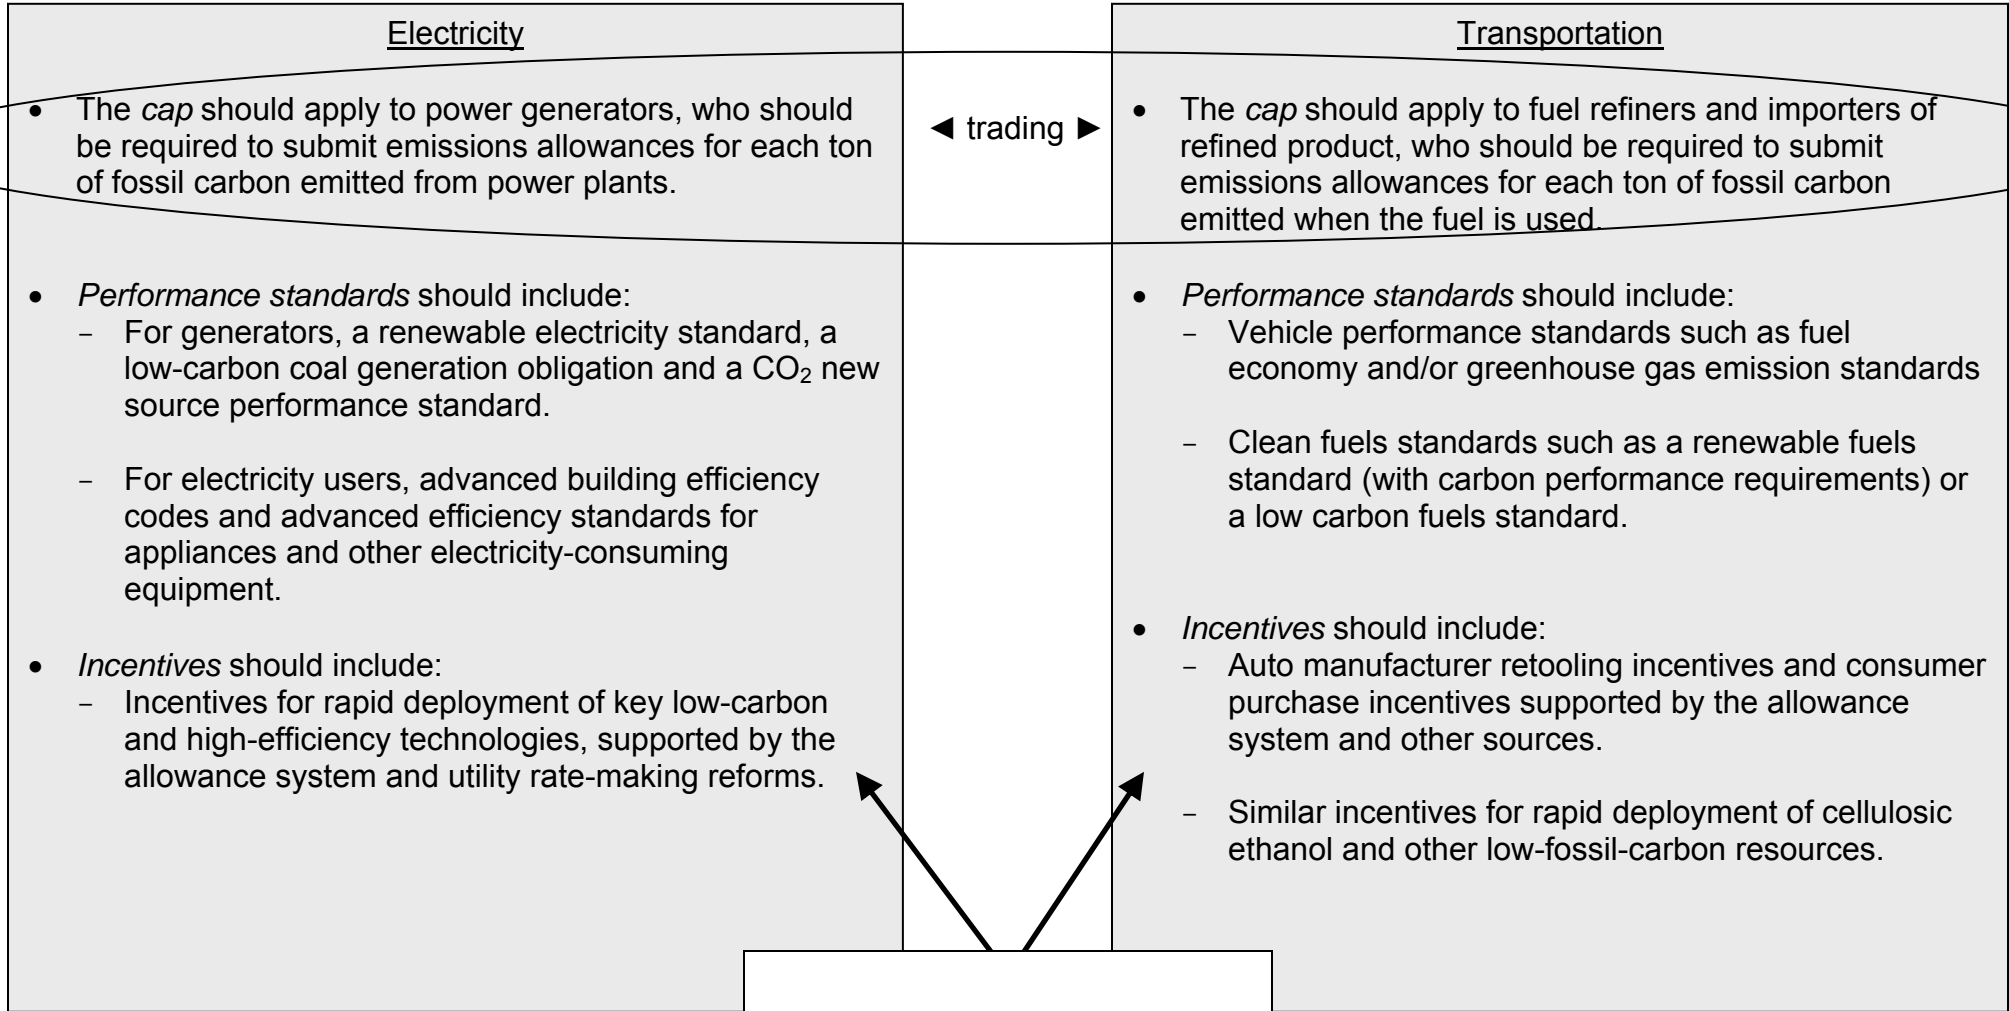 Electricity
• The cap should apply to power generators, who should
be required to submit emissions allowances for each ton
of fossil carbon emitted from power plants.
• Performance standards should include:
- For generators, a renewable electricity standard, a
low-carbon coal generation obligation and a CO₂ new
source performance standard.
- For electricity users, advanced building efficiency
codes and advanced efficiency standards for
appliances and other electricity-consuming
equipment.
• Incentives should include:
- Incentives for rapid deployment of key low-carbon
and high-efficiency technologies, supported by the
allowance system and utility rate-making reforms.
◄ trading ►
Transportation
• The cap should apply to fuel refiners and importers of
refined product, who should be required to submit
emissions allowances for each ton of fossil carbon
emitted when the fuel is used.
• Performance standards should include:
- Vehicle performance standards such as fuel
economy and/or greenhouse gas emission standards
- Clean fuels standards such as a renewable fuels
standard (with carbon performance requirements) or
a low carbon fuels standard.
• Incentives should include:
- Auto manufacturer retooling incentives and consumer
purchase incentives supported by the allowance
system and other sources.
- Similar incentives for rapid deployment of cellulosic
ethanol and other low-fossil-carbon resources.